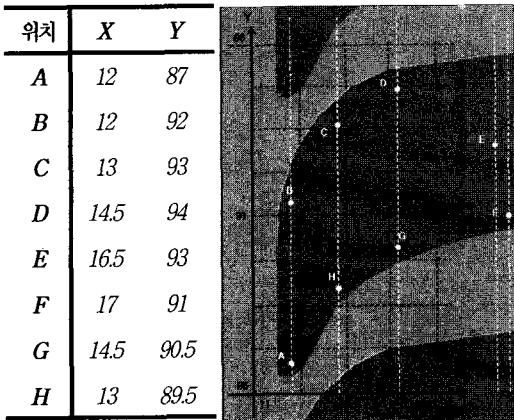 위치 X Y
A 12 87
B 12 92
C 13 93
D 14.5 94
E 16.5 93
F 17 91
G 14.5 90.5
H 13 89.5
Y
D
C
E
B
G
H
A